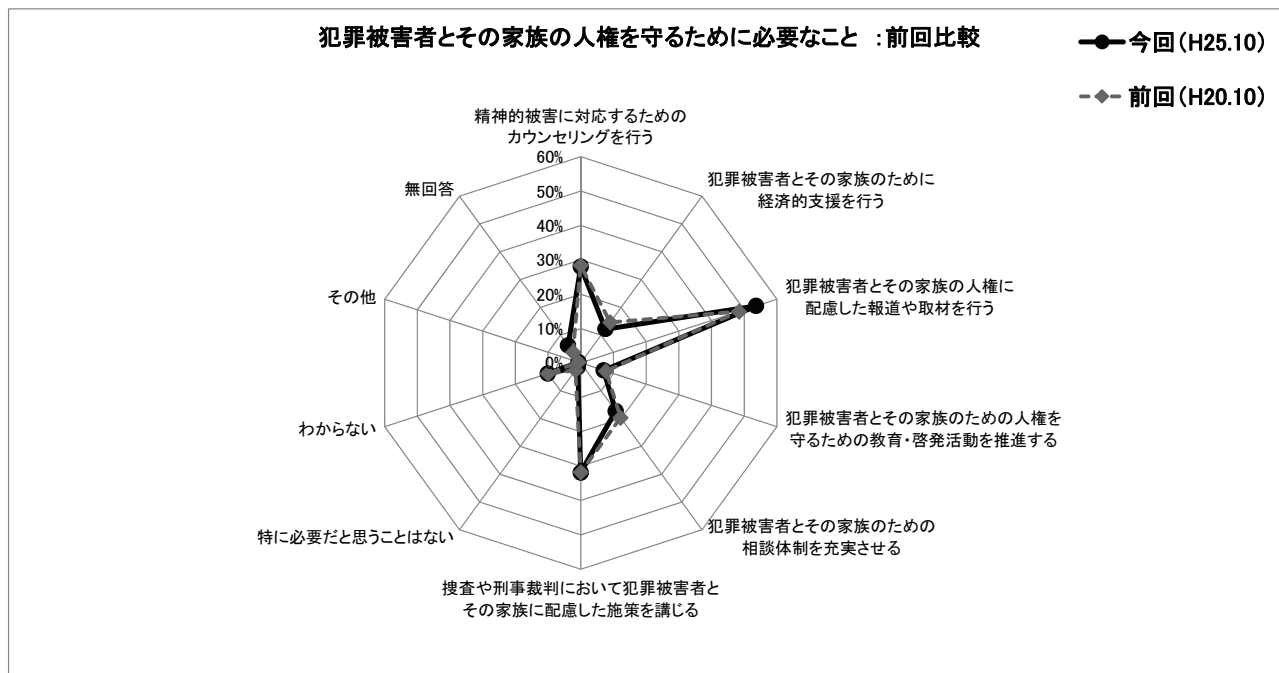 犯罪被害者とその家族の人権を守るために必要なこと ：前回比較
今回（H25.10）
前回（H20.10）
精神的被害に対応するための
カウンセリングを行う
犯罪被害者とその家族のために
経済的支援を行う
犯罪被害者とその家族の人権に
配慮した報道や取材を行う
犯罪被害者とその家族のための人権を
守るための教育・啓発活動を推進する
犯罪被害者とその家族のための
相談体制を充実させる
捜査や刑事裁判において犯罪被害者と
その家族に配慮した施策を講じる
特に必要だと思うことはない
わからない
その他
無回答
60%
50%
40%
30%
20%
10%
0%